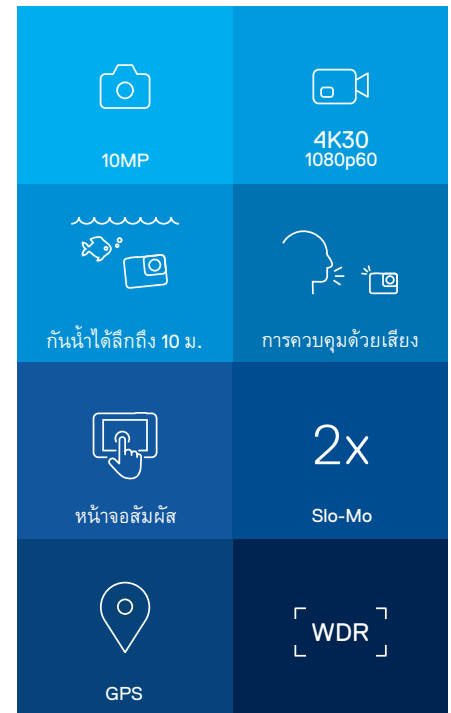 10MP
4K30
1080p60
กันน้ำได้ลึกถึง 10 ม.
การควบคุมด้วยเสียง
หน้าจอสัมผัส
2x
Slo-Mo
GPS
WDR